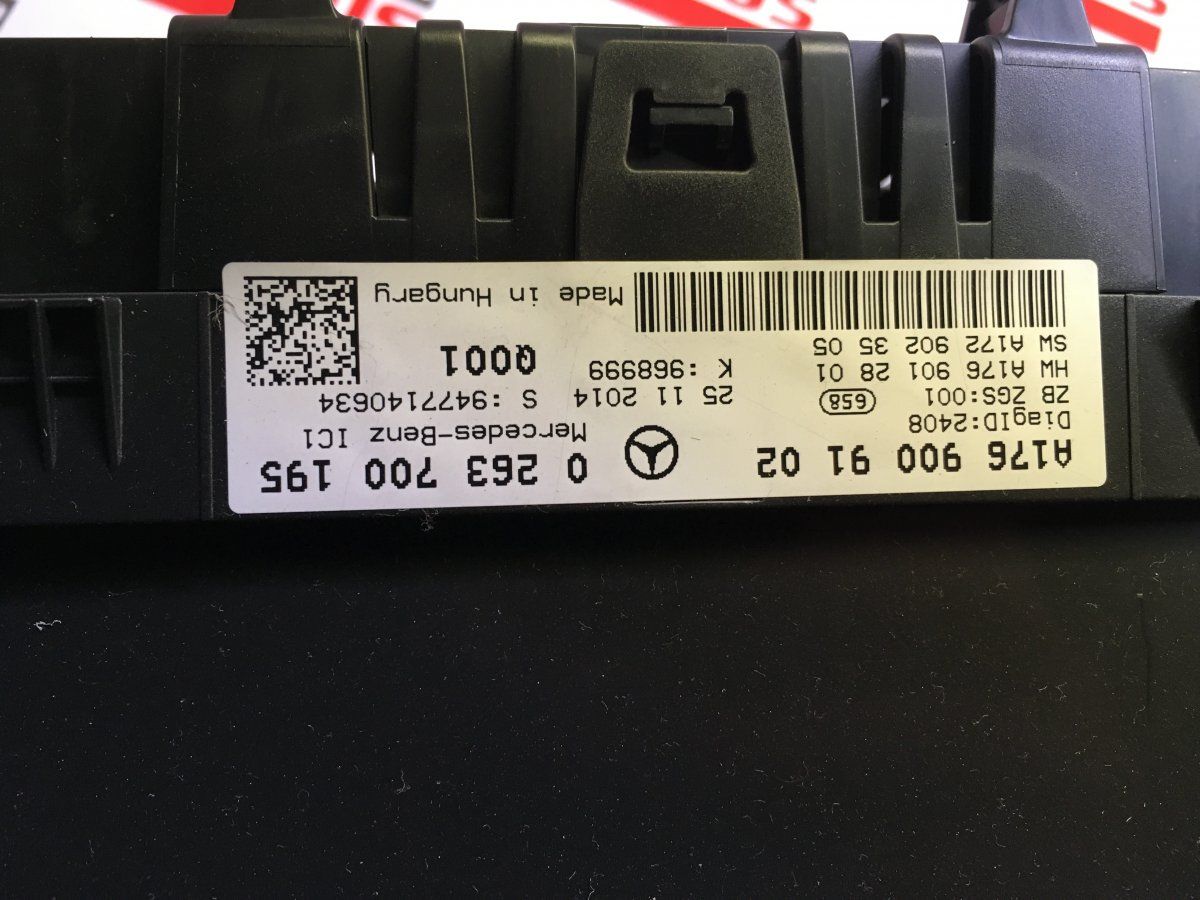 A176 900 91 02
0 263 700 195
DiagID:2408
Mercedes-Benz IC1
ZB ZGS:001
658
25 11 2014
S :9477140634
HW A176 901 28 01
K :968999
Q001
SW A172 902 35 05
Made in Hungary